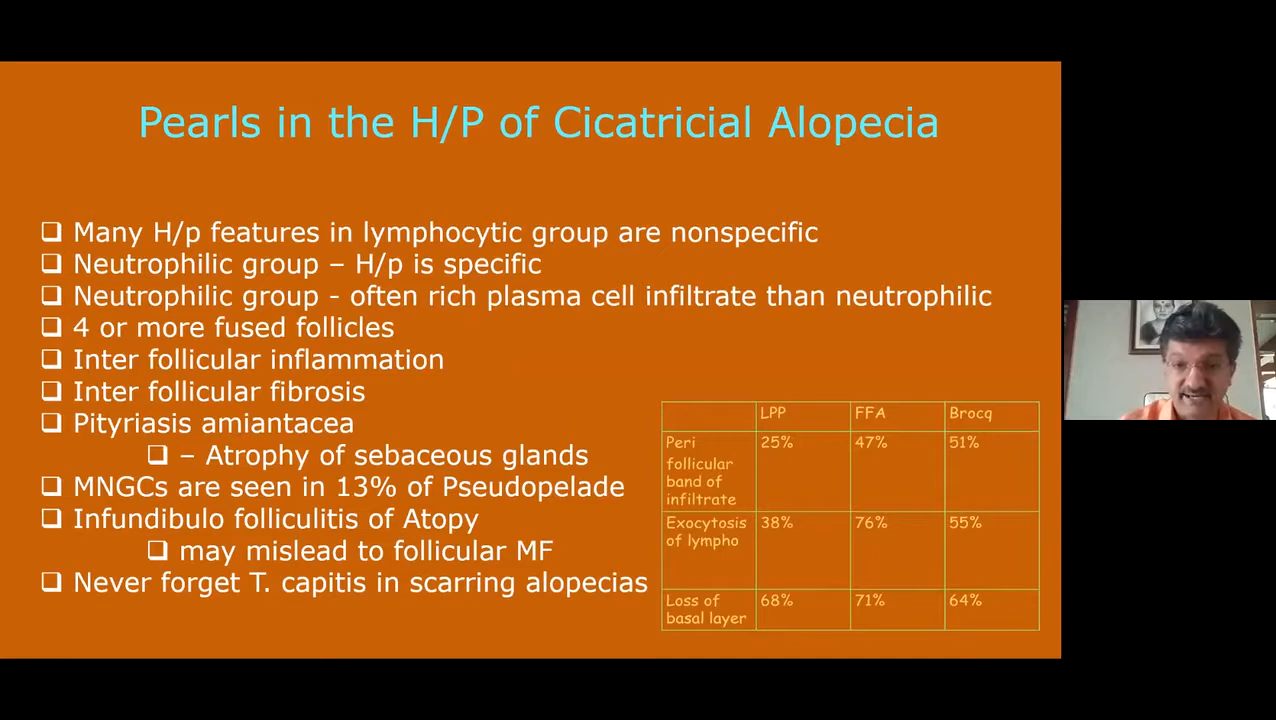 Pearls in the H/P of Cicatricial Alopecia
❑ Many H/p features in lymphocytic group are nonspecific
❑ Neutrophilic group – H/p is specific
❑ Neutrophilic group - often rich plasma cell infiltrate than neutrophilic
❑ 4 or more fused follicles
❑ Inter follicular inflammation
❑ Inter follicular fibrosis
❑ Pityriasis amiantacea
❑ – Atrophy of sebaceous glands
❑ MNGCs are seen in 13% of Pseudopelade
❑ Infundibulo folliculitis of Atopy
❑ may mislead to follicular MF
❑ Never forget T. capitis in scarring alopecias
LPP FFA Brocq
Peri 25% 47% 51%
follicular
band of
infiltrate
Exocytosis 38% 76% 55%
of lympho
Loss of 68% 71% 64%
basal layer